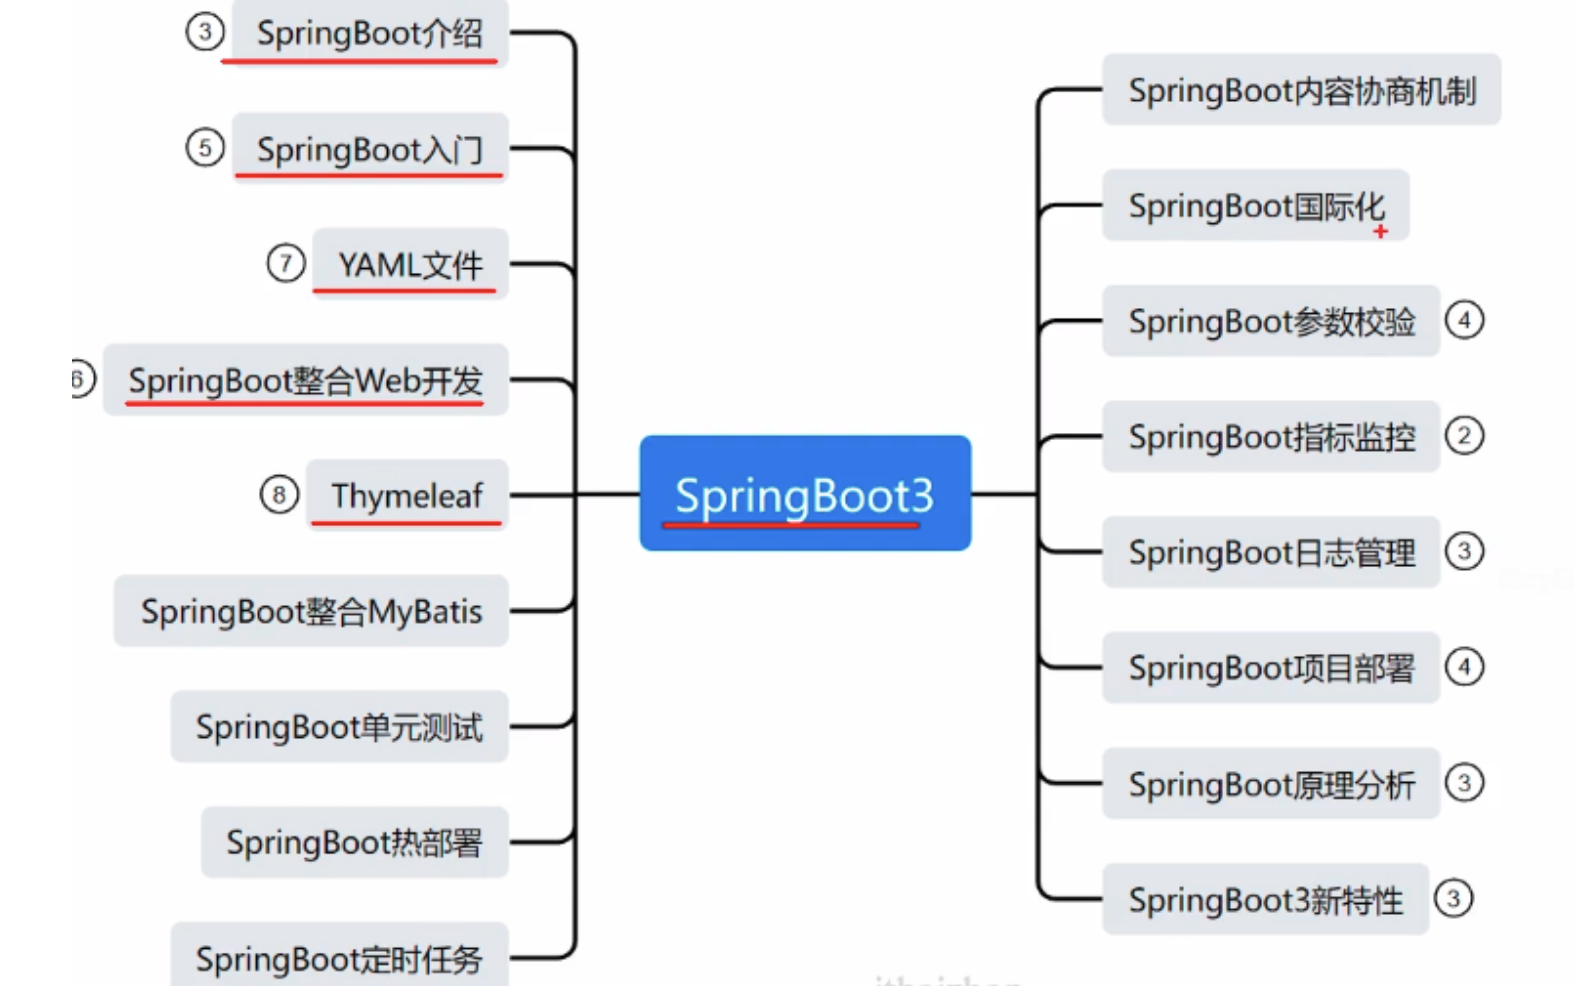 ③ SpringBoot介绍
⑤ SpringBoot入门
⑦ YAML文件
⑥ SpringBoot整合Web开发
⑧ Thymeleaf
SpringBoot整合MyBatis
SpringBoot单元测试
SpringBoot热部署
SpringBoot定时任务
SpringBoot3
SpringBoot内容协商机制
SpringBoot国际化
SpringBoot参数校验 ④
SpringBoot指标监控 ②
SpringBoot日志管理 ③
SpringBoot项目部署 ④
SpringBoot原理分析 ③
SpringBoot3新特性 ③